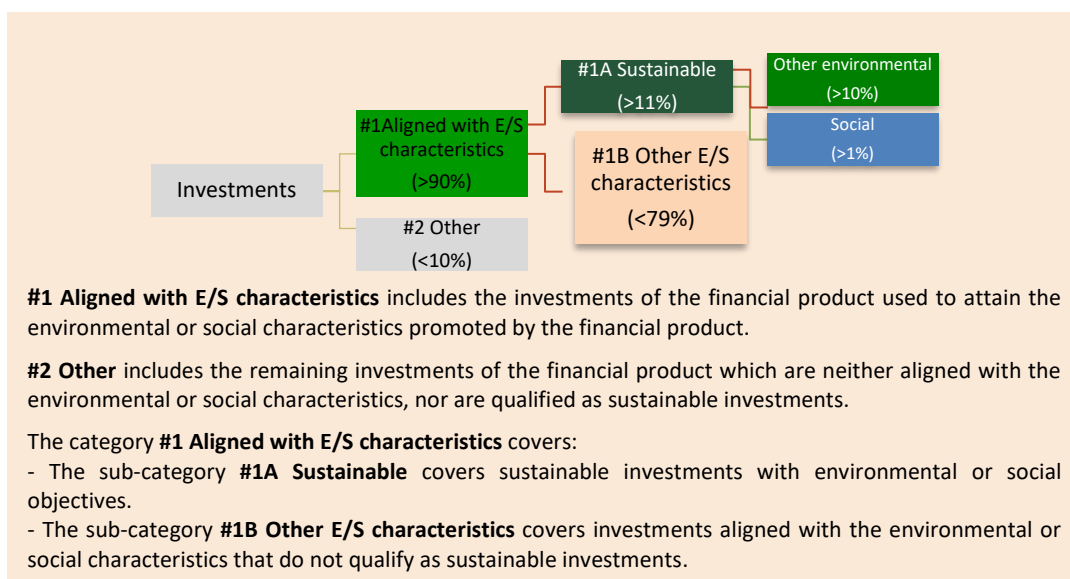 #1A Sustainable
(>11%)
Other environmental
(>10%)
Social
(>1%)
#1Aligned with E/S
characteristics
(>90%)
#1B Other E/S
characteristics
(<79%)
Investments
#2 Other
(<10%)
#1 Aligned with E/S characteristics includes the investments of the financial product used to attain the
environmental or social characteristics promoted by the financial product.
#2 Other includes the remaining investments of the financial product which are neither aligned with the
environmental or social characteristics, nor are qualified as sustainable investments.
The category #1 Aligned with E/S characteristics covers:
- The sub-category #1A Sustainable covers sustainable investments with environmental or social
objectives.
- The sub-category #1B Other E/S characteristics covers investments aligned with the environmental or
social characteristics that do not qualify as sustainable investments.